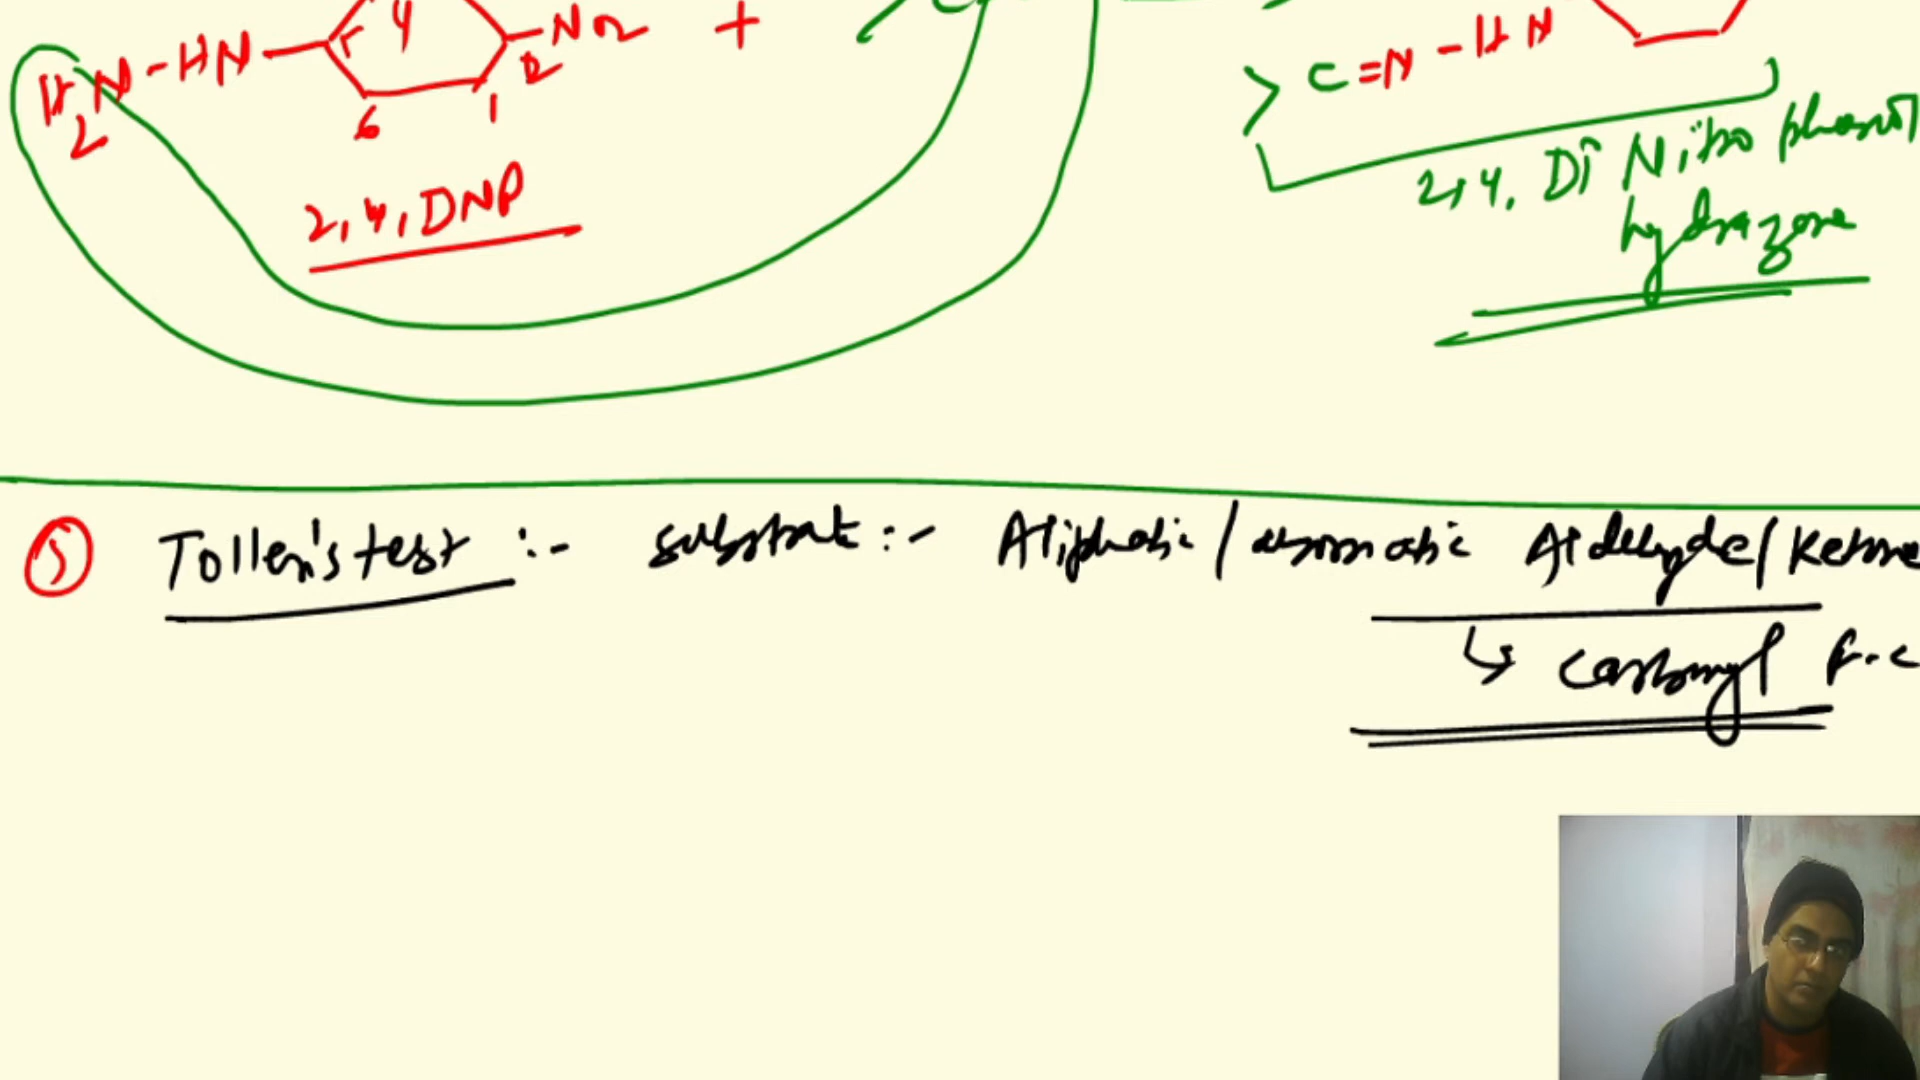 4
H2N-HN
NO2 +
2
1
6
2,4,DNP
> C=N-HN
2,4. Di Nitro phenyl
hydrazone
5 Tollen's test :- substrate :- Aliphatic / aromatic Aldehyde/Ketone
↳ Carbonyl